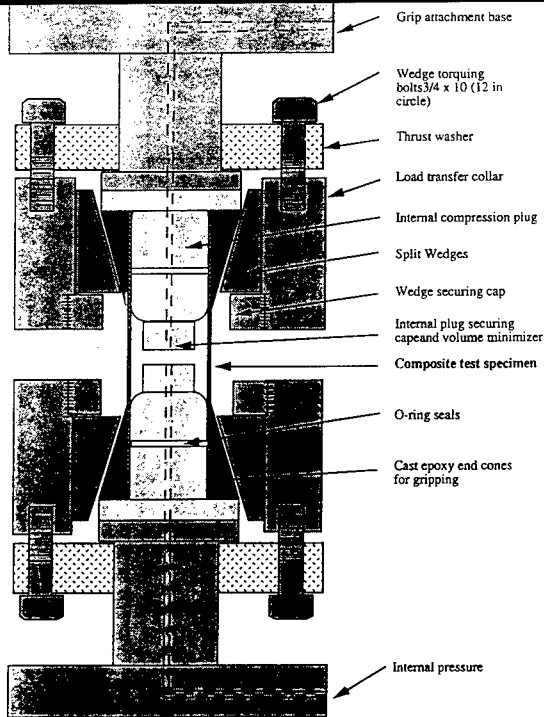 Grip attachment base
Wedge torquing
bolts3/4 x 10 (12 in
circle)
Thrust washer
Load transfer collar
Internal compression plug
Split Wedges
Wedge securing cap
Internal plug securing
capeand volume minimizer
Composite test specimen
O-ring seals
Cast epoxy end cones
for gripping
Internal pressure